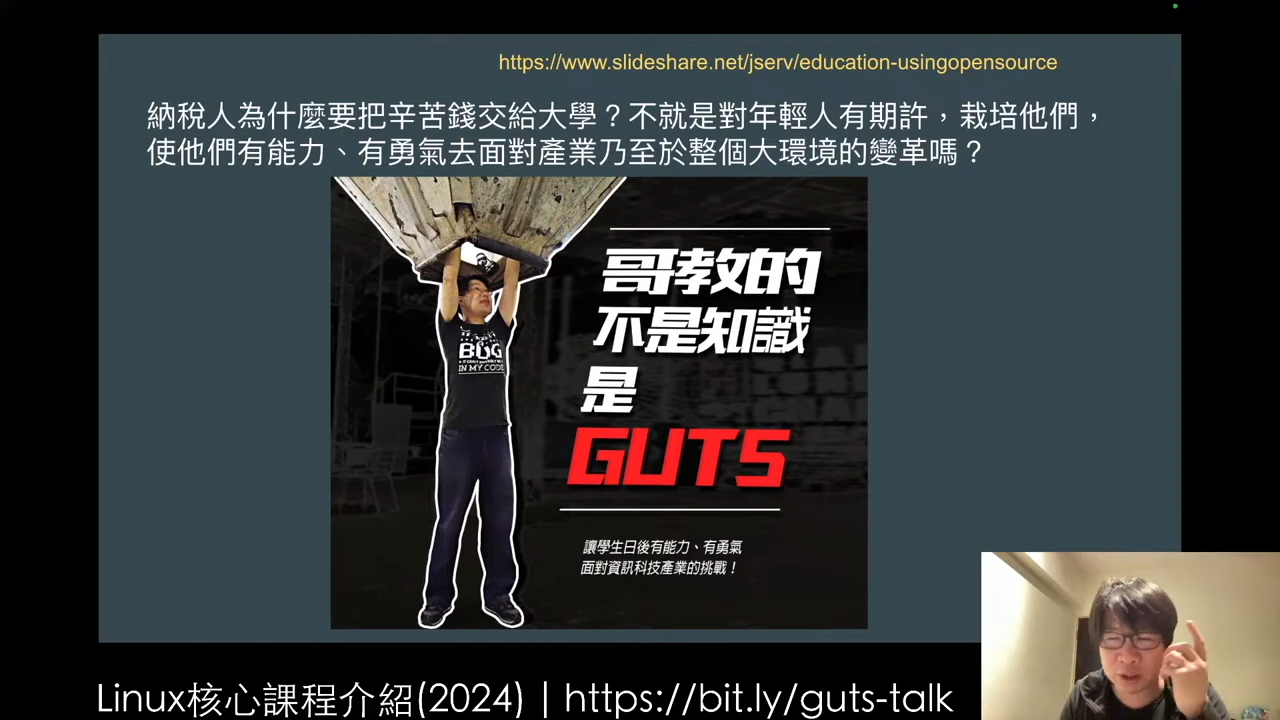 https://www.slideshare.net/jserv/education-usingopensource
納稅人為什麼要把辛苦錢交給大學？不就是對年輕人有期許，栽培他們，
使他們有能力、有勇氣去面對產業乃至於整個大環境的變革嗎？
哥教的
不是知識
是
GUTS
BUG
IN MY CODE
讓學生日後有能力、有勇氣
面對資訊科技產業的挑戰！
Linux核心課程介紹(2024) | https://bit.ly/guts-talk